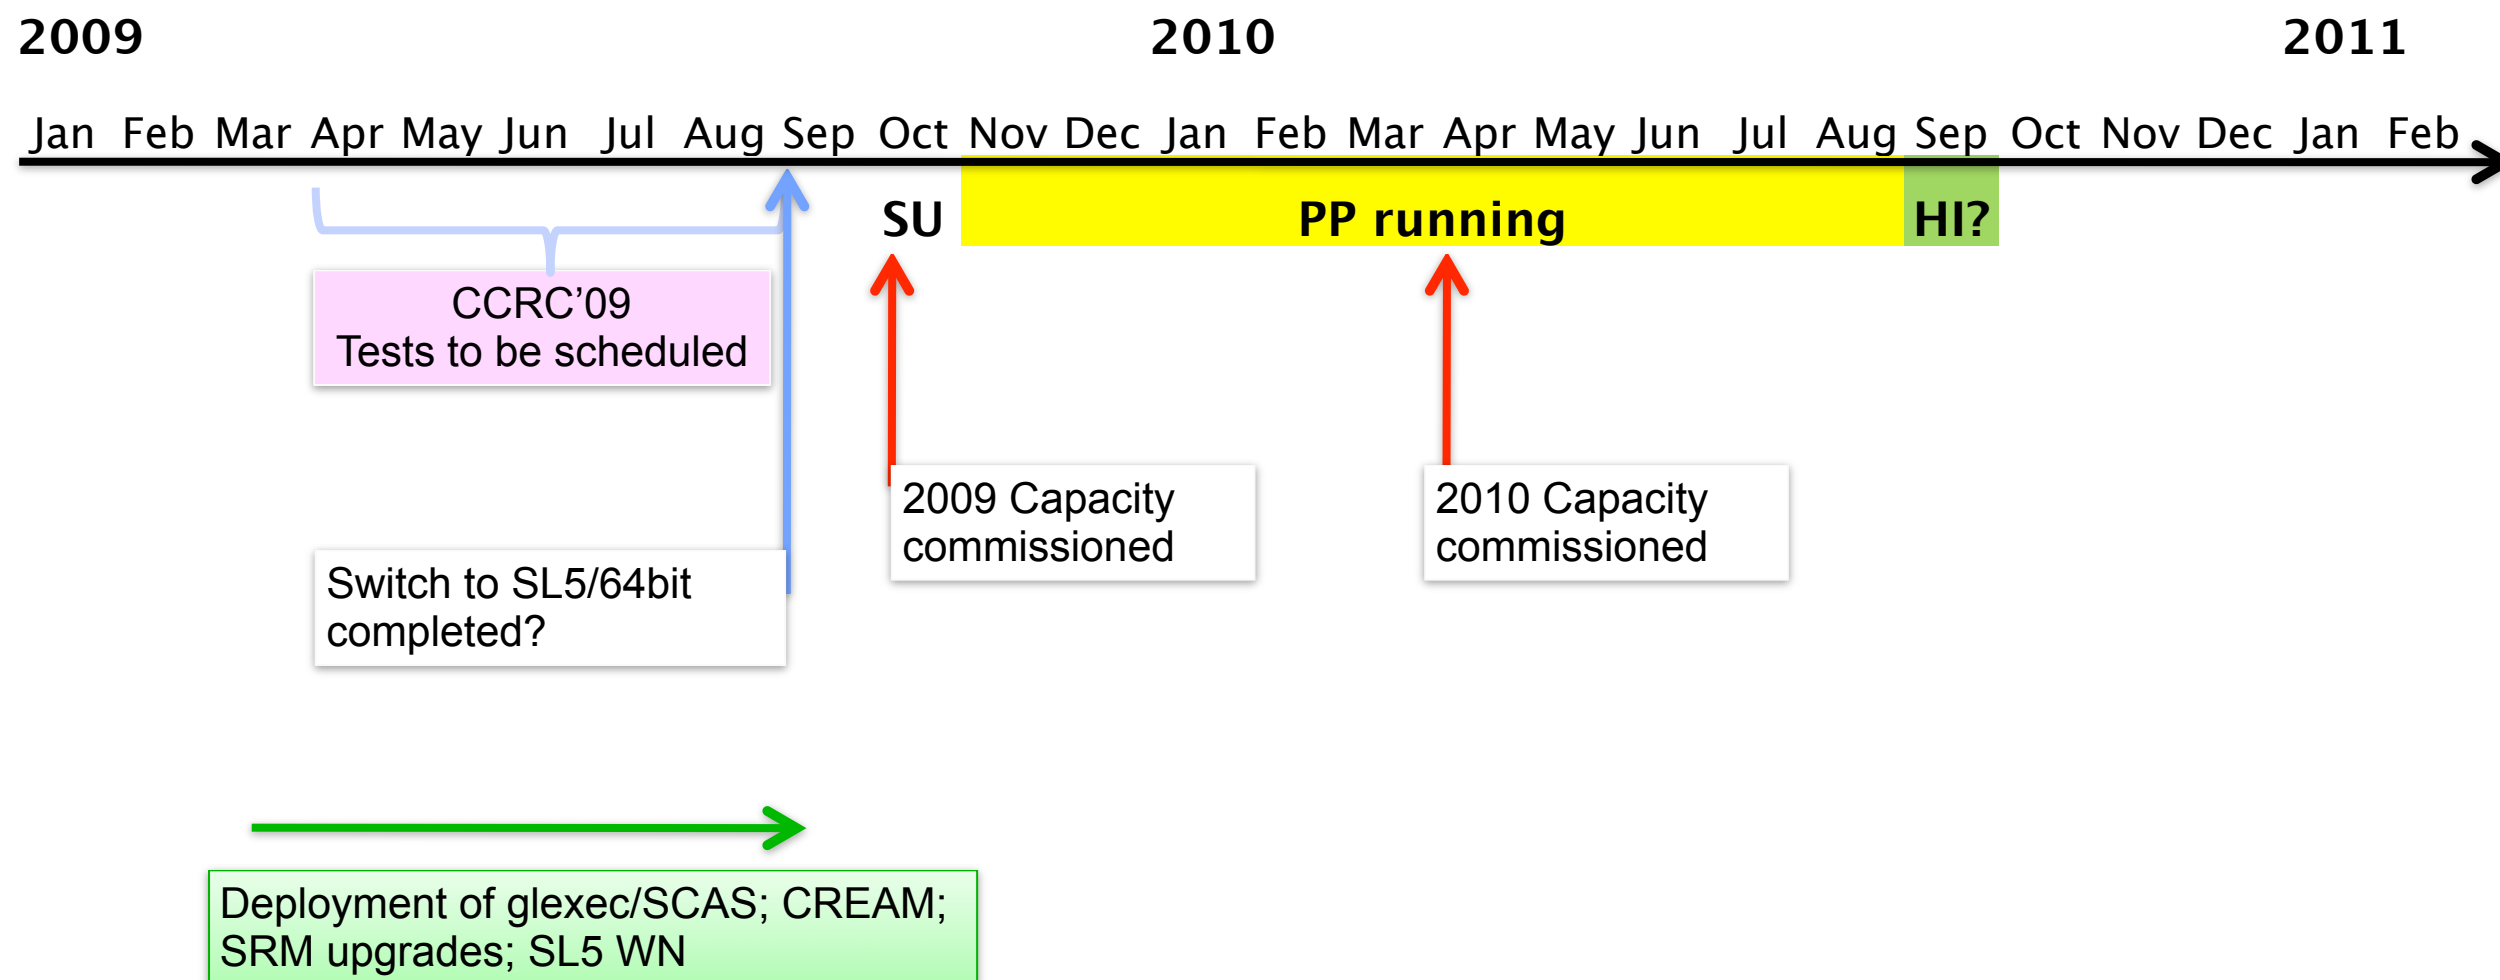 2009 2010 2011
Jan Feb Mar Apr May Jun Jul Aug Sep Oct Nov Dec Jan Feb Mar Apr May Jun Jul Aug Sep Oct Nov Dec Jan Feb
SU PP running HI?
CCRC’09
Tests to be scheduled
2009 Capacity
commissioned
2010 Capacity
commissioned
Switch to SL5/64bit
completed?
Deployment of glexec/SCAS; CREAM;
SRM upgrades; SL5 WN